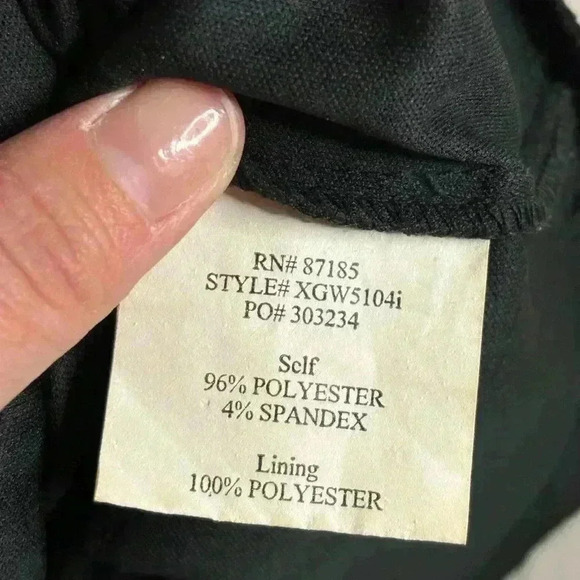 RN# 87185
STYLE# XGW5104i
PO# 303234
Self
96% POLYESTER
4% SPANDEX
Lining
100% POLYESTER